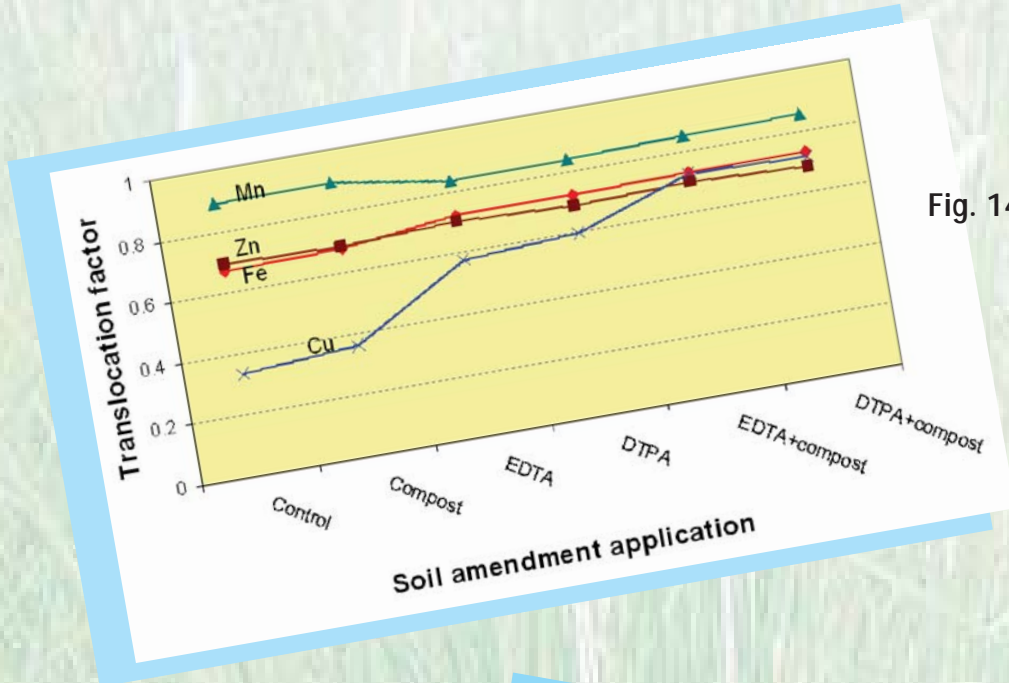 Translocation factor
1
0.8
0.6
0.4
0.2
0
Mn
Zn
Fe
Cu
Control
Compost
EDTA
DTPA
EDTA+compost
DTPA+compost
Soil amendment application
Fig. 14